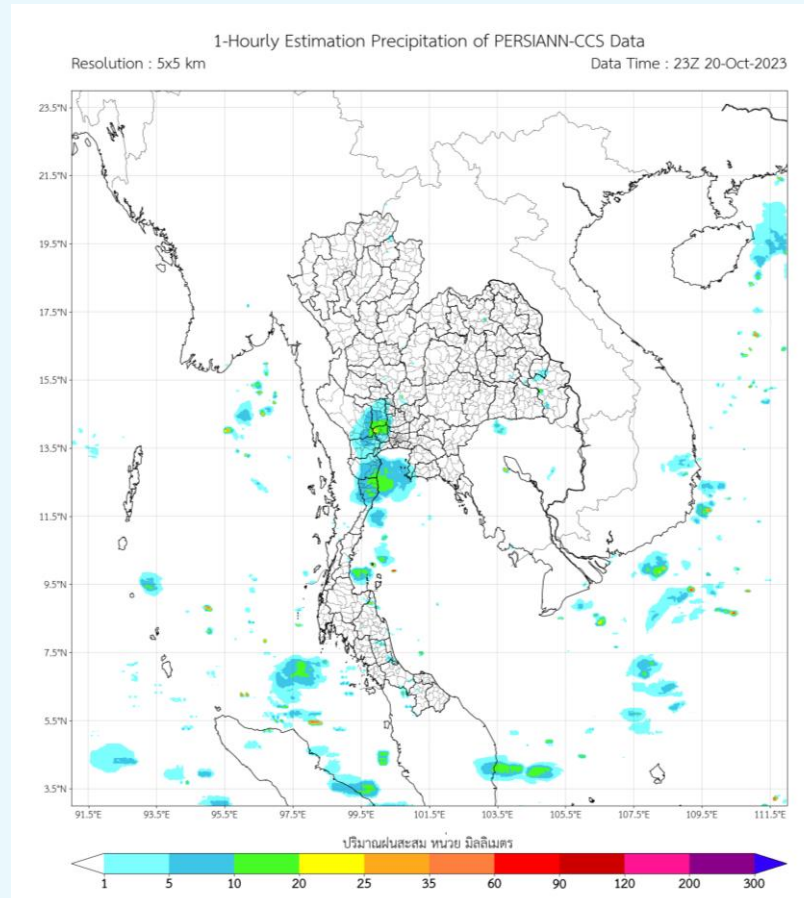 1-Hourly Estimation Precipitation of PERSIANN-CCS Data
Resolution : 5x5 km Data Time : 23Z 20-Oct-2023
23.5°N
21.5°N
19.5°N
17.5°N
15.5°N
13.5°N
11.5°N
9.5°N
7.5°N
5.5°N
3.5°N
91.5°E 93.5°E 95.5°E 97.5°E 99.5°E 101.5°E 103.5°E 105.5°E 107.5°E 109.5°E 111.5°E
ปริมาณฝนสะสม หน่วย มิลลิเมตร
1 5 10 20 25 35 60 90 120 200 300